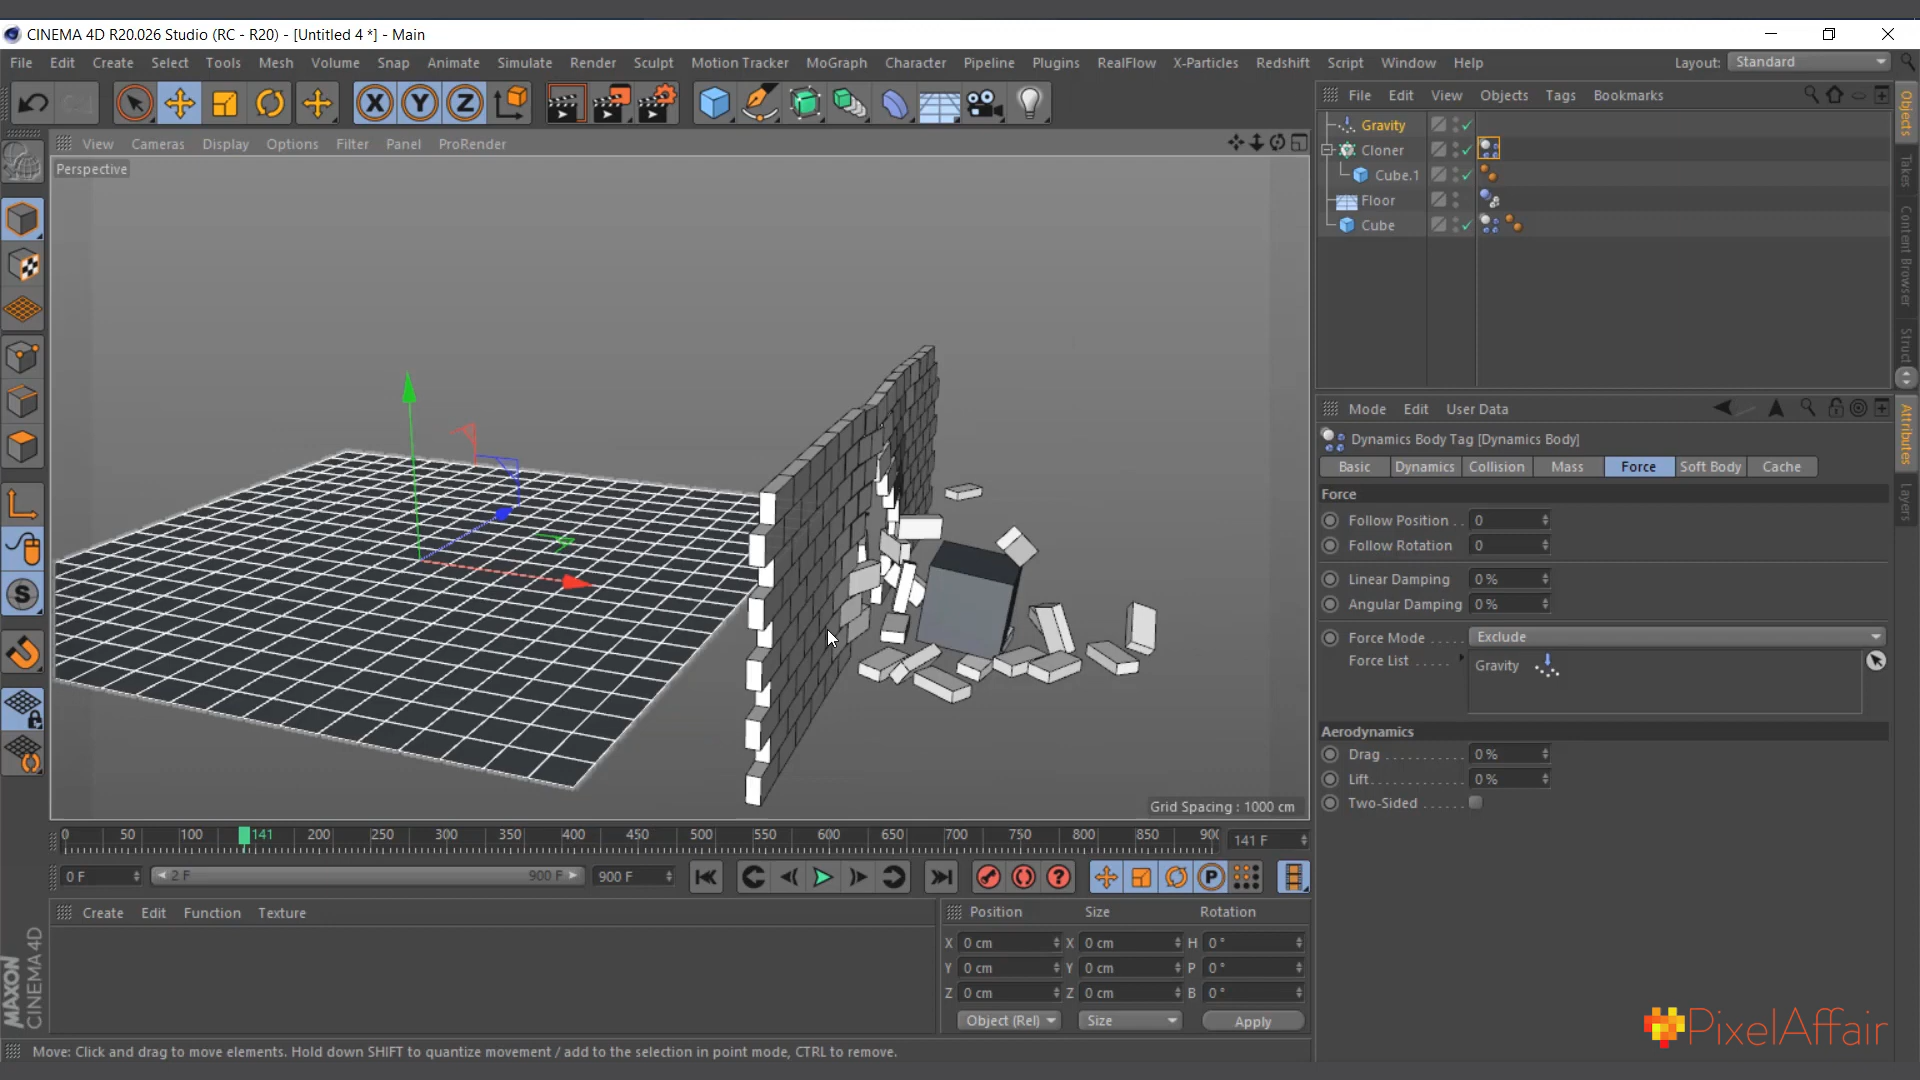 CINEMA 4D R20.026 Studio (RC - R20) - [Untitled 4 *] - Main
File Edit Create Select Tools Mesh Volume Snap Animate Simulate Render Sculpt Motion Tracker MoGraph Character Pipeline Plugins RealFlow X-Particles Redshift Script Window Help Layout: Standard
X Y Z
View Cameras Display Options Filter Panel ProRender
Perspective
S
Grid Spacing : 1000 cm
0 50 100 141 200 250 300 350 400 450 500 550 600 650 700 750 800 850 141 F
0 F 2 F 900 F 900 F ? P
Create Edit Function Texture
Position Size Rotation
X 0 cm X 0 cm H 0 °
Y 0 cm Y 0 cm P 0 °
Z 0 cm Z 0 cm B 0 °
Object (Rel) Size Apply
MAXON CINEMA 4D
Move: Click and drag to move elements. Hold down SHIFT to quantize movement / add to the selection in point mode, CTRL to remove.
File Edit View Objects Tags Bookmarks
Gravity
Cloner
Cube.1
Floor
Cube
Objects
Takes
Content Browser
Struct
Mode Edit User Data
Dynamics Body Tag [Dynamics Body]
Basic Dynamics Collision Mass Force Soft Body Cache
Force
Follow Position . . 0
Follow Rotation 0
Linear Damping 0 %
Angular Damping 0 %
Force Mode . . . . . Exclude
Force List . . . . . . Gravity
Aerodynamics
Drag . . . . . . . . . . 0 %
Lift. . . . . . . . . . . . 0 %
Two-Sided . . . . . .
Attributes
Layers
PixelAffair